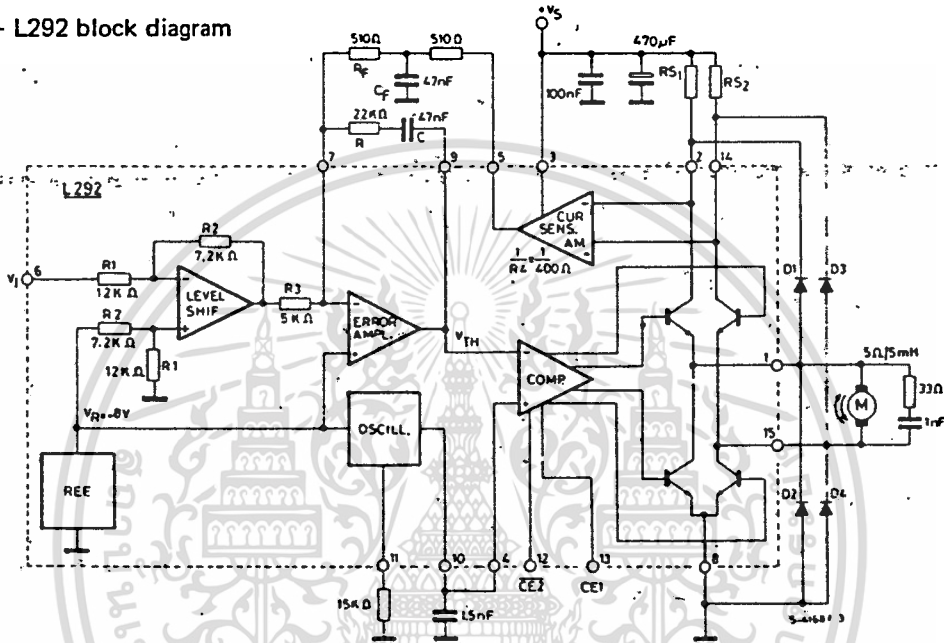 - L292 block diagram
+Vs
510Ω
510Ω
470µF
RF
CF
47nF
100nF
RS1
RS2
22KΩ
47nF
R
C
7
9
5
3
2
14
L292
R2
7.2KΩ
CUR
SENS.
AM.
1/R4 = 1/400Ω
VI
6
R1
12KΩ
LEVEL
SHIF.
R3
5KΩ
ERROR
AMPL.
VTH
D1
D3
R2
7.2KΩ
12KΩ
R1
COMP.
1
5Ω/5mH
M
33Ω
1nF
VR=8V
OSCILL.
15
REF
D2
D4
11
10
4
12
13
8
CE2
CE1
15KΩ
1.5nF